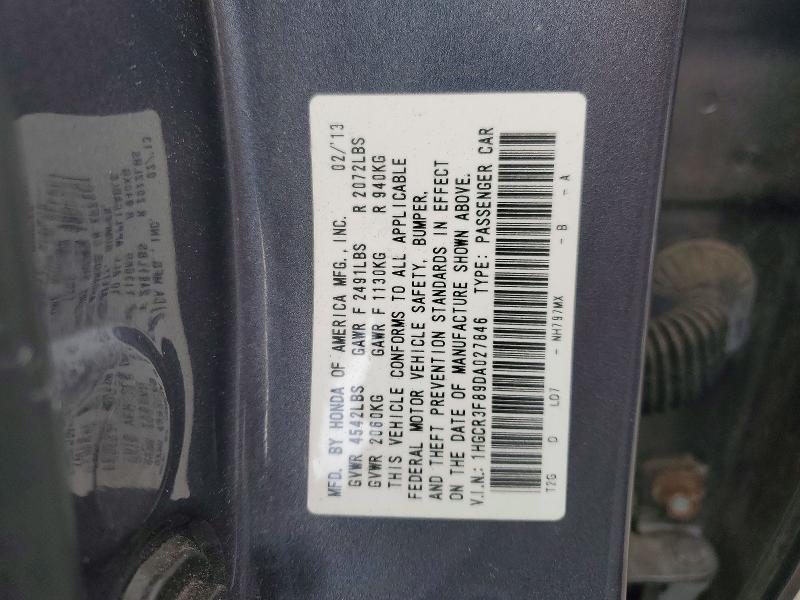 MFD. BY HONDA OF AMERICA MFG., INC. 02/'13
GVWR 4542LBS GAWR F 2491LBS R 2072LBS
GVWR 2060KG GAWR F 1130KG R 940KG
THIS VEHICLE CONFORMS TO ALL APPLICABLE
FEDERAL MOTOR VEHICLE SAFETY, BUMPER,
AND THEFT PREVENTION STANDARDS IN EFFECT
ON THE DATE OF MANUFACTURE SHOWN ABOVE.
V.I.N.: 1HGCR3F89DA027846 TYPE: PASSENGER CAR
T2G D LD7 - NH797MX - B - A